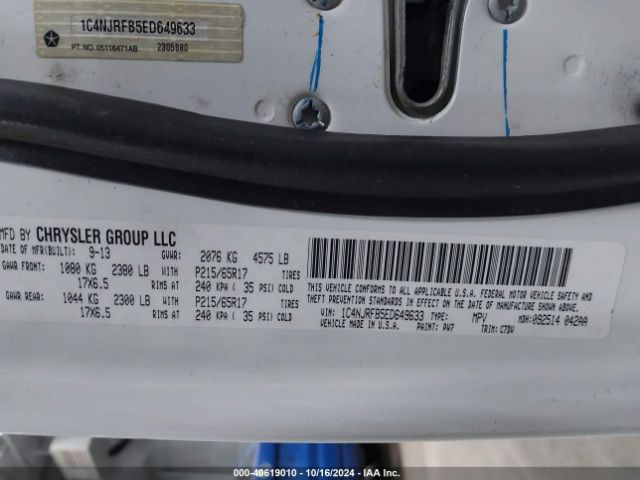 1C4NJRFB5ED649633
PT. NO. 05116471AB 2305880
MFD BY CHRYSLER GROUP LLC
DATE OF MFR(BUILT): 9-13 GVWR: 2076 KG 4575 LB
GAWR FRONT: 1080 KG 2380 LB WITH P215/65R17 TIRES
17X6.5 RIMS AT 240 KPA ( 35 PSI) COLD
GAWR REAR: 1044 KG 2300 LB WITH P215/65R17 TIRES
17X6.5 RIMS AT 240 KPA ( 35 PSI) COLD
THIS VEHICLE CONFORMS TO ALL APPLICABLE U.S.A. FEDERAL MOTOR VEHICLE SAFETY AND
THEFT PREVENTION STANDARDS IN EFFECT ON THE DATE OF MANUFACTURE SHOWN ABOVE.
VIN: 1C4NJRFB5ED649633 TYPE: MPV MDH:092514 042AA
VEHICLE MADE IN U.S.A. PAINT: PW7 TRIM: C7DV
000-40619010 - 10/16/2024 - IAA Inc.